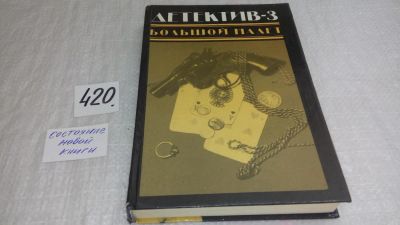 ДЕТЕКТИВ-3
БОЛЬШОЙ НАЛЕТ
420.
состояние
новой
книги